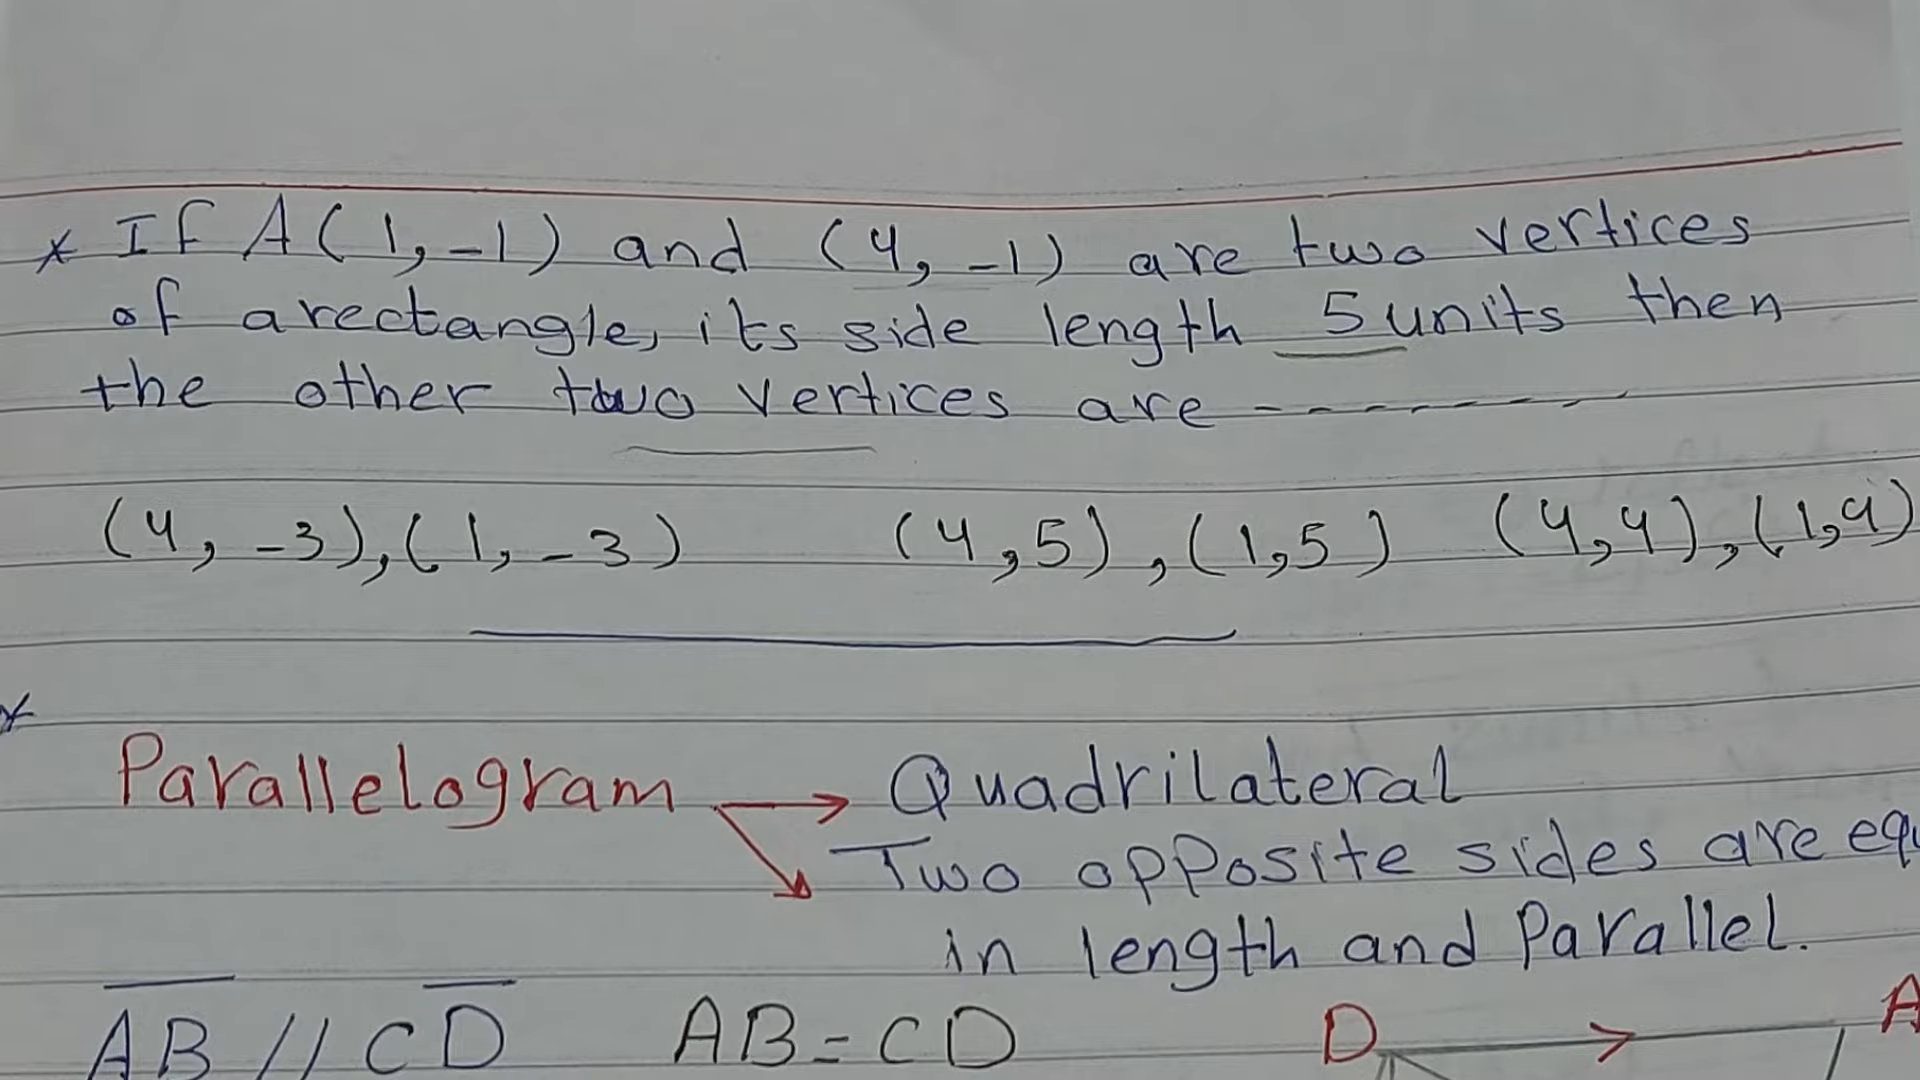 * If A(1,-1) and (4,-1) are two vertices
of a rectangle, its side length 5 units then
the other two vertices are --------
(4,-3),(1,-3) (4,5),(1,5) (4,4),(1,4)
*
Parallelogram → Quadrilateral
Two opposite sides are equ
in length and parallel.
AB // CD AB = CD D A